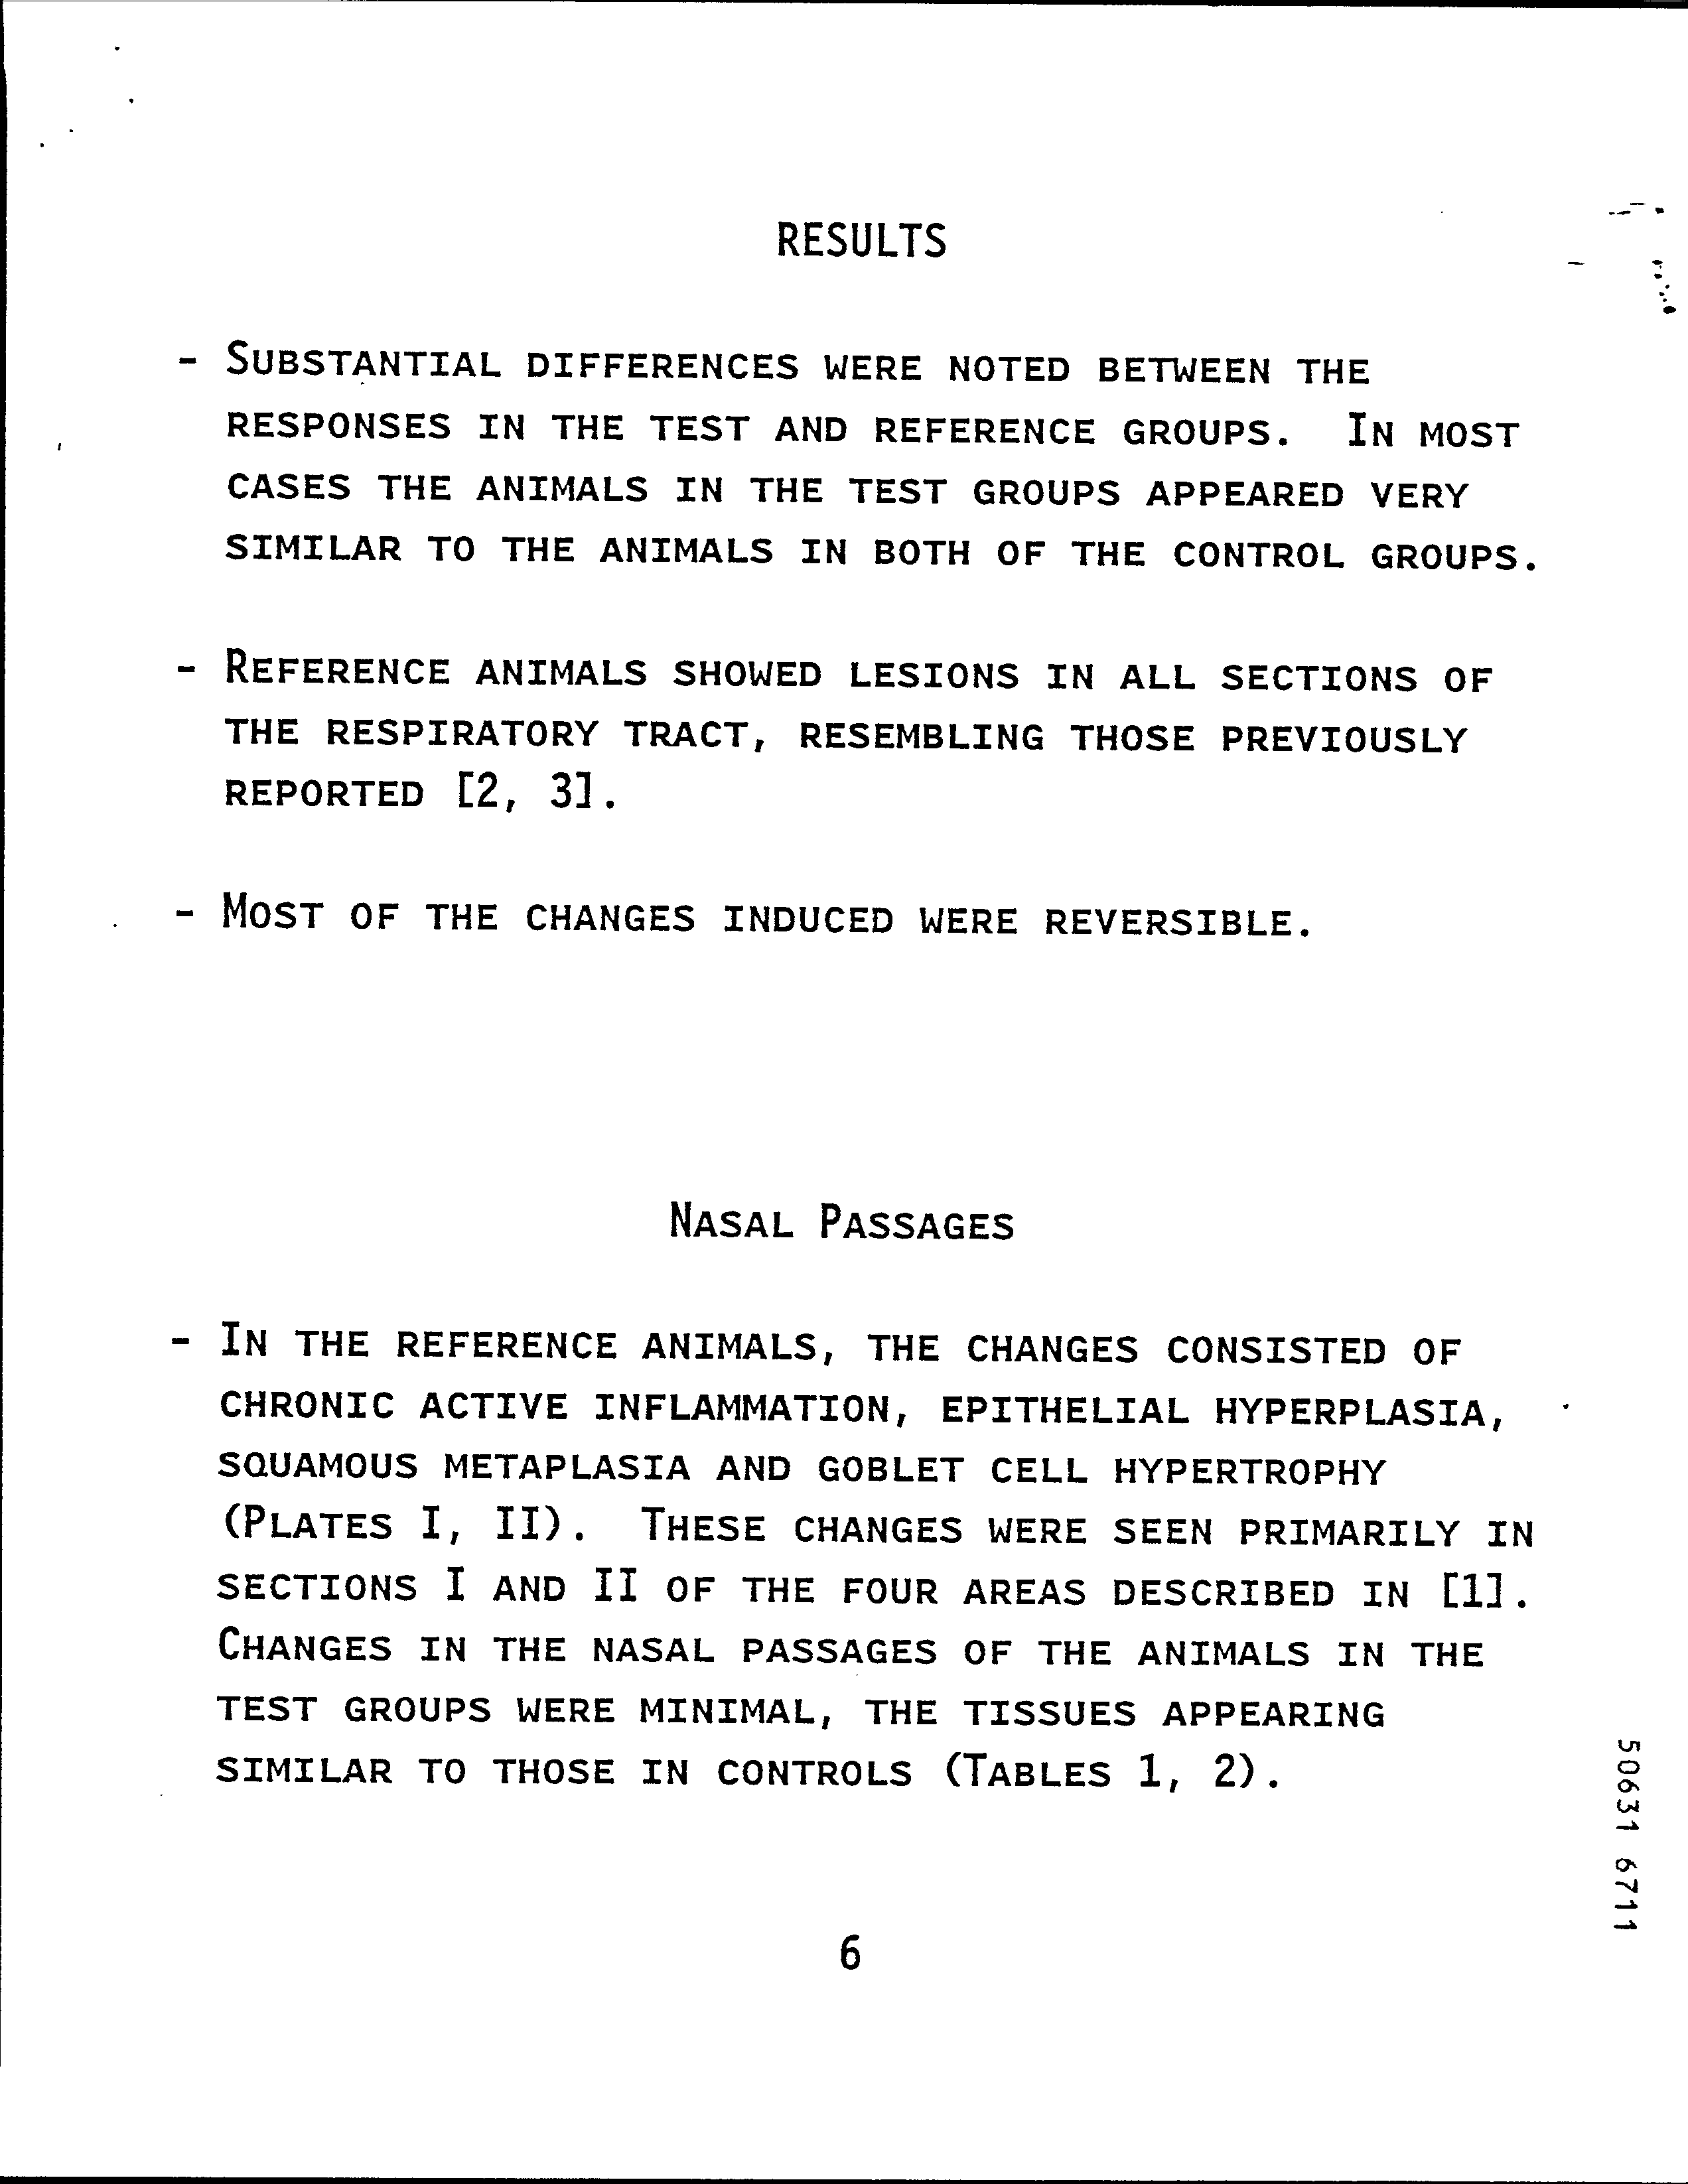 RESULTS
- SUBSTANTIAL DIFFERENCES WERE NOTED BETWEEN THE
RESPONSES IN THE TEST AND REFERENCE GROUPS. IN MOST
CASES THE ANIMALS IN THE TEST GROUPS APPEARED VERY
SIMILAR TO THE ANIMALS IN BOTH OF THE CONTROL GROUPS.
- REFERENCE ANIMALS SHOWED LESIONS IN ALL SECTIONS OF
THE RESPIRATORY TRACT, RESEMBLING THOSE PREVIOUSLY
REPORTED [2, 3].
- MOST OF THE CHANGES INDUCED WERE REVERSIBLE.
NASAL PASSAGES
- IN THE REFERENCE ANIMALS, THE CHANGES CONSISTED OF
CHRONIC ACTIVE INFLAMMATION, EPITHELIAL HYPERPLASIA,
SQUAMOUS METAPLASIA AND GOBLET CELL HYPERTROPHY
(PLATES I, II). THESE CHANGES WERE SEEN PRIMARILY IN
SECTIONS I AND II OF THE FOUR AREAS DESCRIBED IN [1].
CHANGES IN THE NASAL PASSAGES OF THE ANIMALS IN THE
TEST GROUPS WERE MINIMAL, THE TISSUES APPEARING
SIMILAR TO THOSE IN CONTROLS (TABLES 1, 2).
50631 6711
6